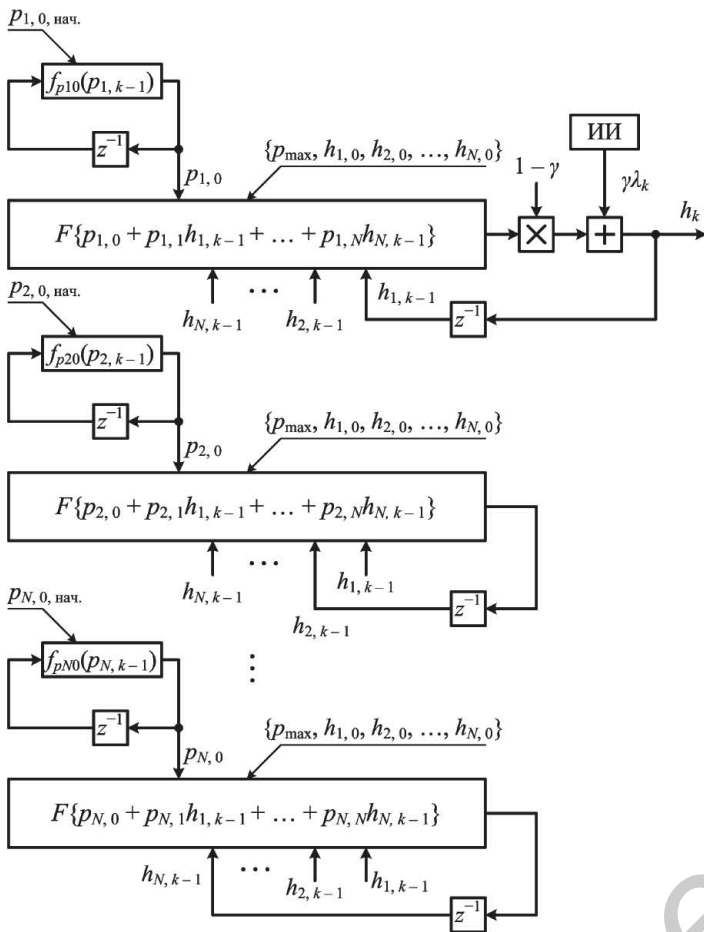 p1, 0, нач.
fp10(p1, k−1)
z−1
p1, 0
{pmax, h1, 0, h2, 0, ..., hN, 0}
1 − γ
ИИ
γλk
hk
F{p1, 0 + p1, 1h1, k−1 + ... + p1, NhN, k−1}
×
+
hN, k−1
...
h2, k−1
h1, k−1
z−1
p2, 0, нач.
fp20(p2, k−1)
z−1
p2, 0
{pmax, h1, 0, h2, 0, ..., hN, 0}
F{p2, 0 + p2, 1h1, k−1 + ... + p2, NhN, k−1}
hN, k−1
...
h1, k−1
h2, k−1
z−1
pN, 0, нач.
fpN0(pN, k−1)
⋮
z−1
pN, 0
{pmax, h1, 0, h2, 0, ..., hN, 0}
F{pN, 0 + pN, 1h1, k−1 + ... + pN, NhN, k−1}
hN, k−1
...
h2, k−1
h1, k−1
z−1